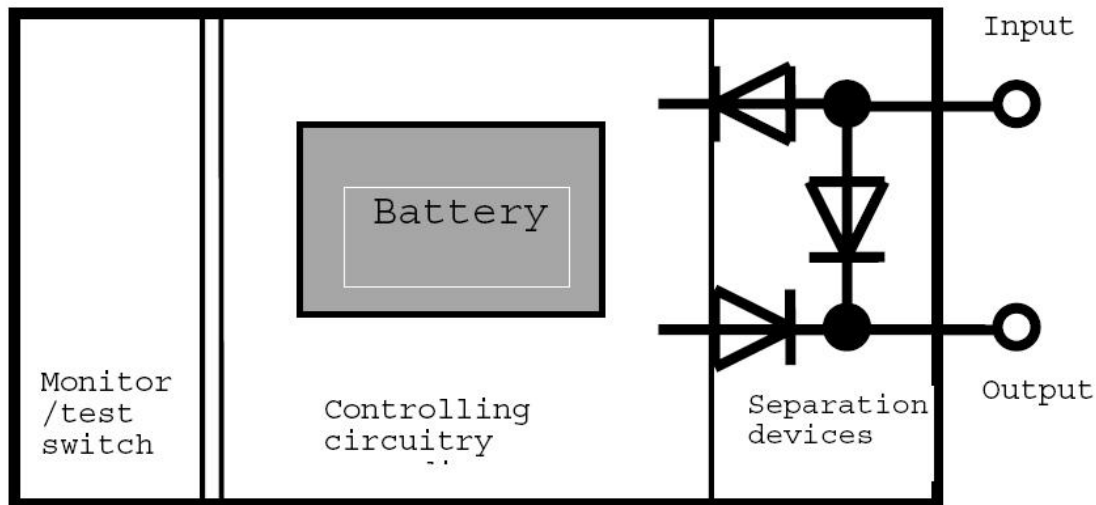 Input
Battery
Monitor
/test
switch
Controlling
circuitry
Separation
devices
Output